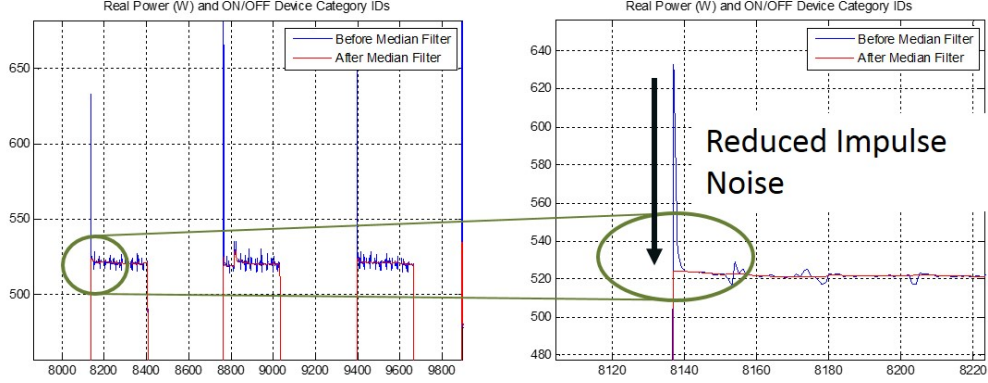 Real Power (W) and ON/OFF Device Category IDs
Before Median Filter
After Median Filter
650
600
550
500
8000 8200 8400 8600 8800 9000 9200 9400 9600 9800
Real Power (W) and ON/OFF Device Category IDs
Before Median Filter
After Median Filter
640
620
600
580
560
540
520
500
480
8120 8140 8160 8180 8200 8220
Reduced Impulse
Noise